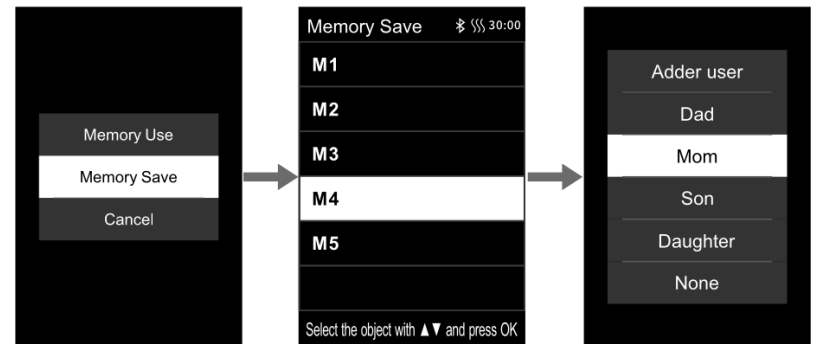 Memory Use
Memory Save
Cancel
Memory Save 30:00
M1
M2
M3
M4
M5
Select the object with ▲▼ and press OK
Adder user
Dad
Mom
Son
Daughter
None